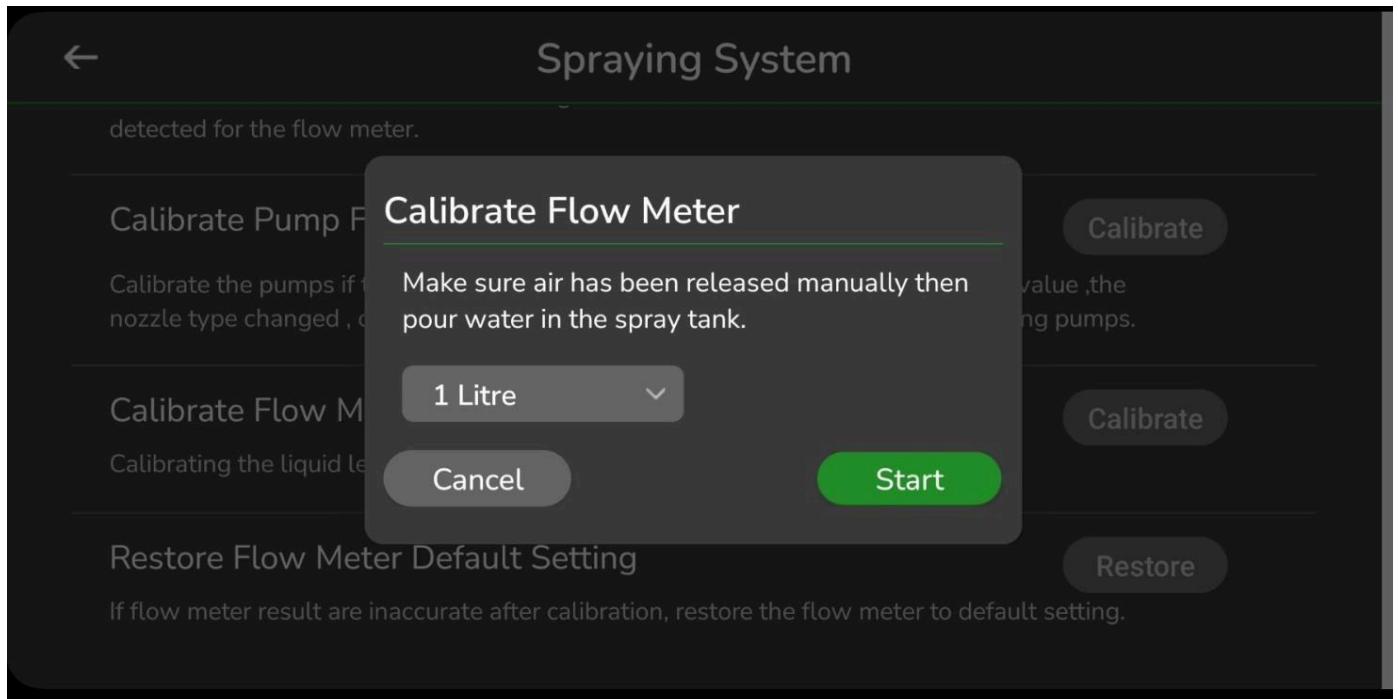 Spraying System
detected for the flow meter.
Calibrate Pump F
Calibrate
Calibrate the pumps if
value ,the
nozzle type changed ,
ng pumps.
Calibrate Flow Meter
Make sure air has been released manually then
pour water in the spray tank.
1 Litre
Cancel
Start
Calibrate Flow M
Calibrate
Calibrating the liquid le
Restore Flow Meter Default Setting
Restore
If flow meter result are inaccurate after calibration, restore the flow meter to default setting.